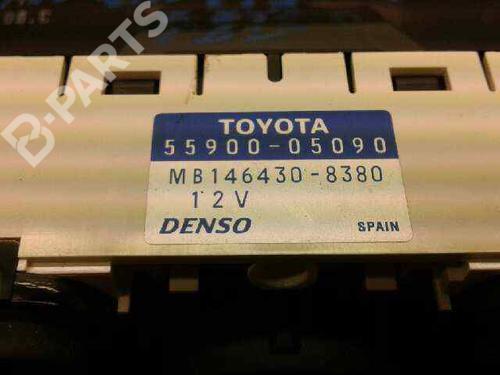 B-PARTS
TOYOTA
55900-05090
MB146430-8380
12V
DENSO SPAIN